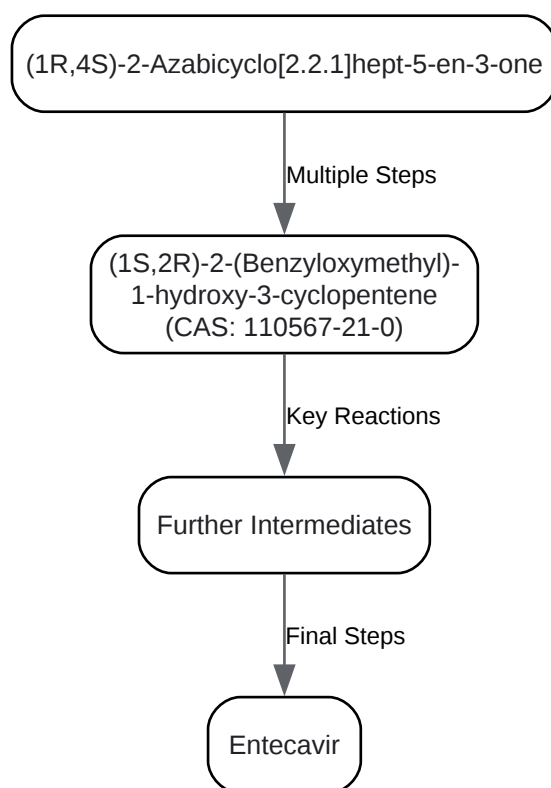 (1R,4S)-2-Azabicyclo[2.2.1]hept-5-en-3-one
Multiple Steps
(1S,2R)-2-(Benzyloxymethyl)-
1-hydroxy-3-cyclopentene
(CAS: 110567-21-0)
Key Reactions
Further Intermediates
Final Steps
Entecavir